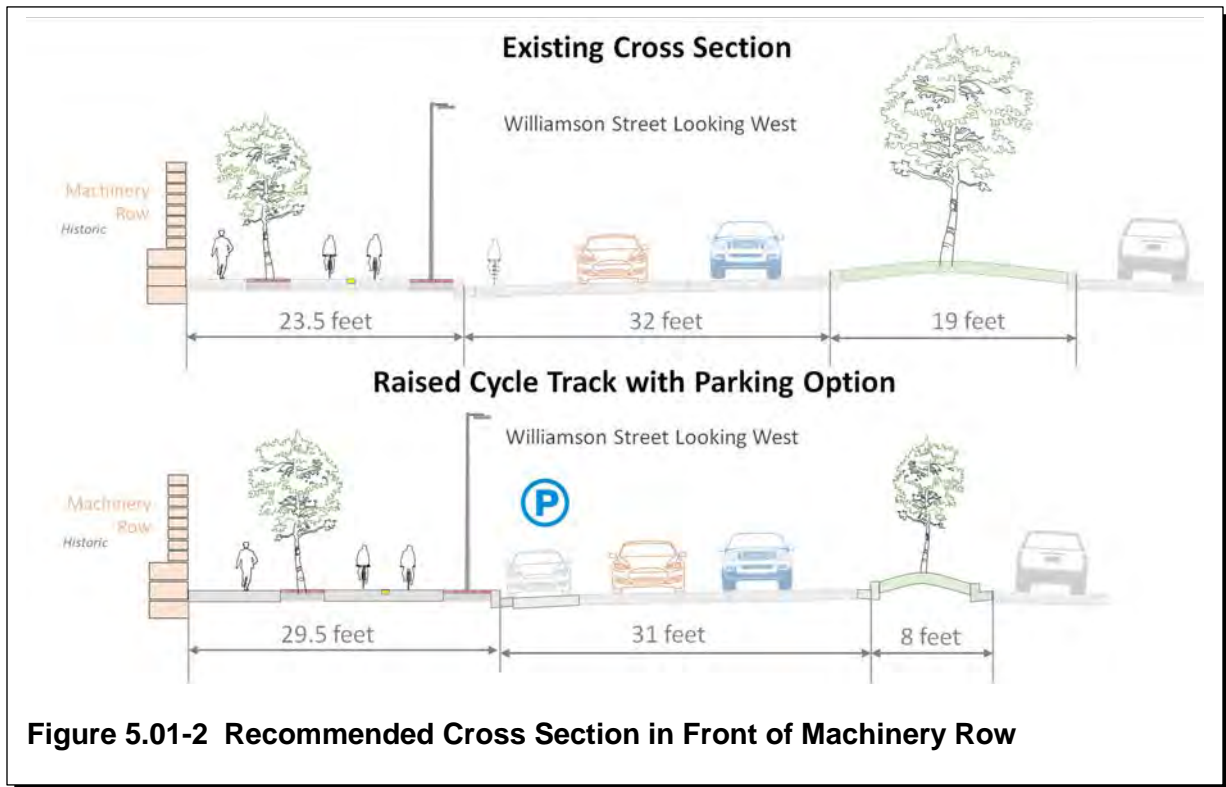 Existing Cross Section
Williamson Street Looking West
Machinery
Row
Historic
23.5 feet
32 feet
19 feet
Raised Cycle Track with Parking Option
Williamson Street Looking West
P
Machinery
Row
Historic
29.5 feet
31 feet
8 feet
Figure 5.01-2 Recommended Cross Section in Front of Machinery Row